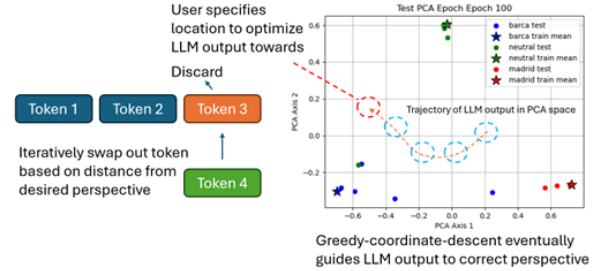 User specifies
location to optimize
LLM output towards
Discard
Token 1
Token 2
Token 3
Iteratively swap out token
based on distance from
desired perspective
Token 4
Test PCA Epoch Epoch 100
barca test
barca train mean
neutral test
neutral train mean
madrid test
madrid train mean
Trajectory of LLM output in PCA space
PCA Axis 2
0.6
0.4
0.2
0.0
−0.2
−0.6
−0.4
−0.2
0.0
0.2
0.4
0.6
PCA Axis 1
Greedy-coordinate-descent eventually
guides LLM output to correct perspective